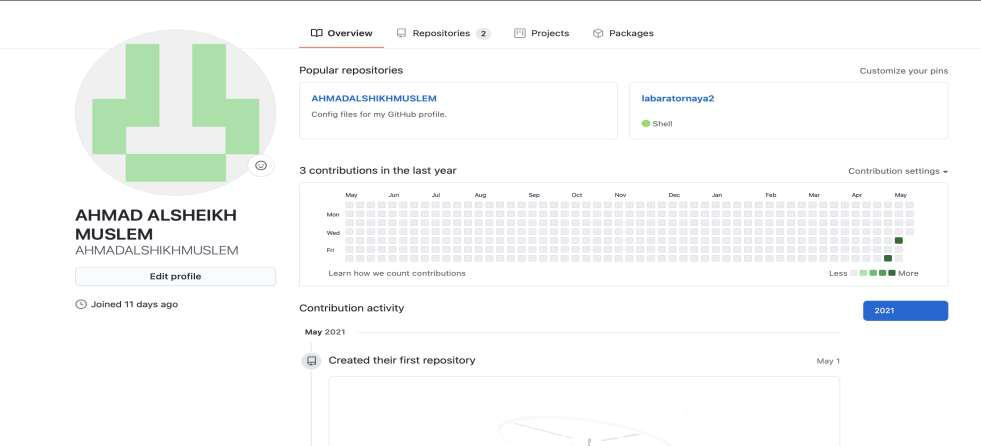 Overview Repositories 2 Projects Packages
Popular repositories Customize your pins
AHMADALSHIKHMUSLEM
Config files for my GitHub profile.
labaratornaya2
Shell
3 contributions in the last year Contribution settings
May Jun Jul Aug Sep Oct Nov Dec Jan Feb Mar Apr May
Mon
Wed
Fri
Learn how we count contributions Less More
AHMAD ALSHEIKH
MUSLEM
AHMADALSHIKHMUSLEM
Edit profile
Joined 11 days ago
Contribution activity 2021
May 2021
Created their first repository May 1